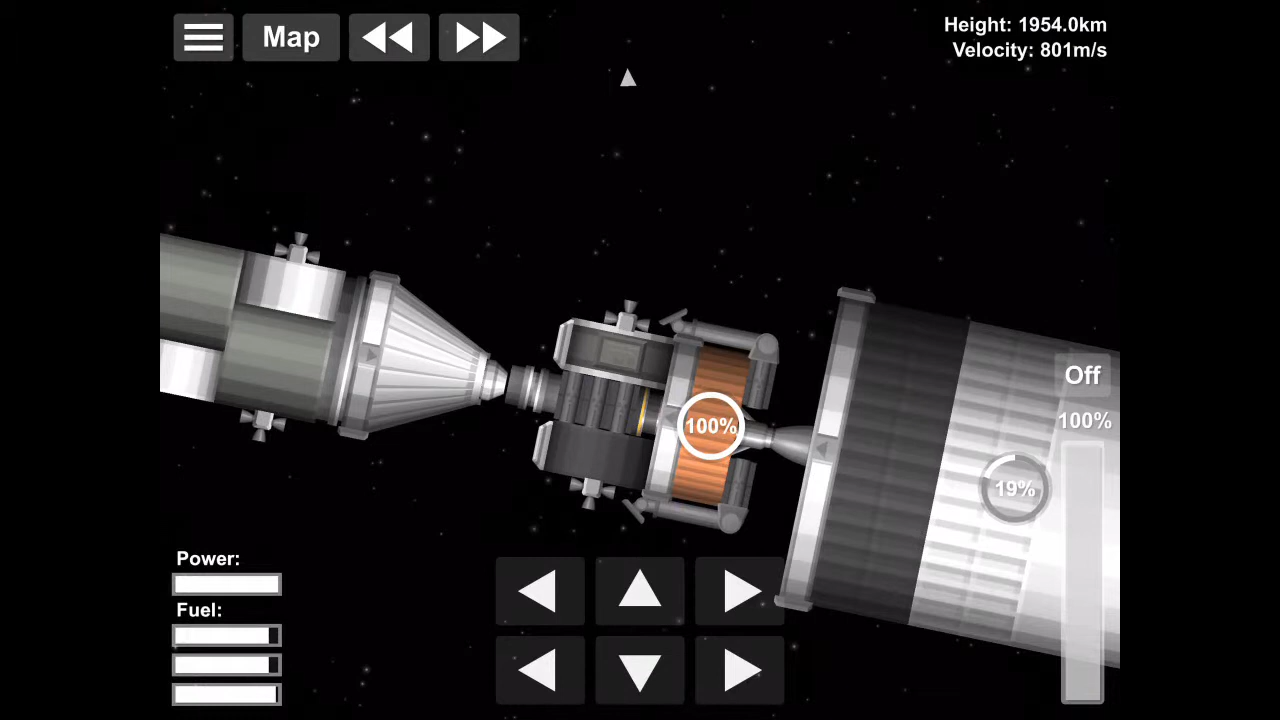 Map
Height: 1954.0km
Velocity: 801m/s
Off
100%
100%
19%
Power:
Fuel: